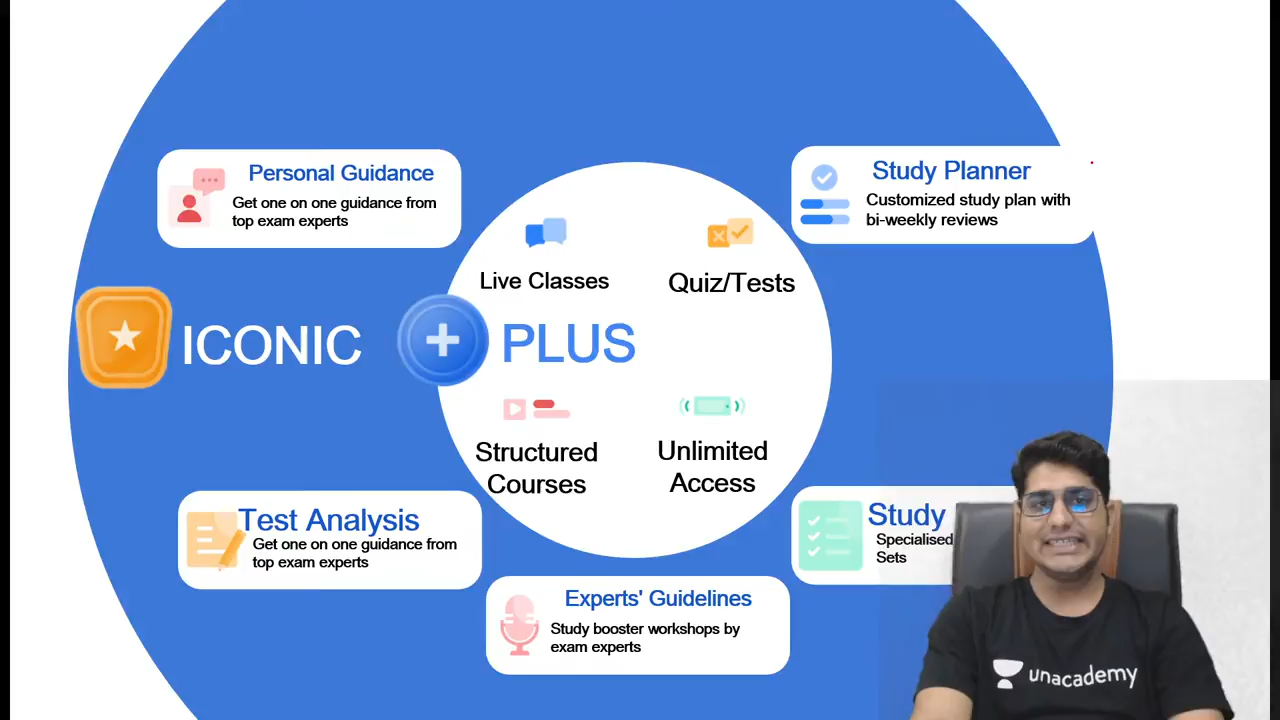 Personal Guidance
Get one on one guidance from
top exam experts
Study Planner
Customized study plan with
bi-weekly reviews
Live Classes
Quiz/Tests
ICONIC
PLUS
Structured
Courses
Unlimited
Access
Test Analysis
Get one on one guidance from
top exam experts
Study
Specialised
Sets
Experts' Guidelines
Study booster workshops by
exam experts
unacademy